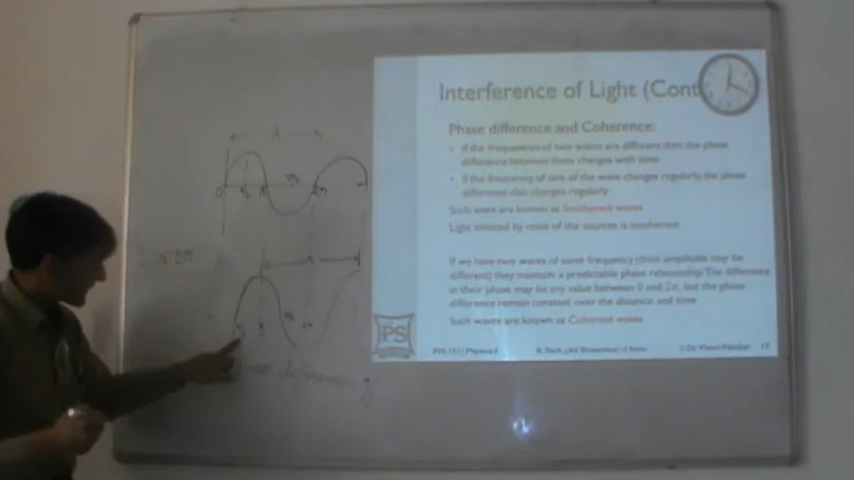 Interference of Light (Cont
Phase difference and Coherence:
If the frequencies of two waves are different then the phase
difference between them changes with time
If the frequency of one of the wave changes regularly the phase
difference also changes regularly.
Such wave are known as Incoherent waves
Light emitted by most of the sources is incoherent
If we have two waves of same frequency (their amplitude may be
different) they maintain a predictable phase relationship. The difference
in their phase may be any value between 0 and 2π, but the phase
difference remain constant over the distance and time
Such waves are known as Coherent waves
PS
λ
0
difference
17